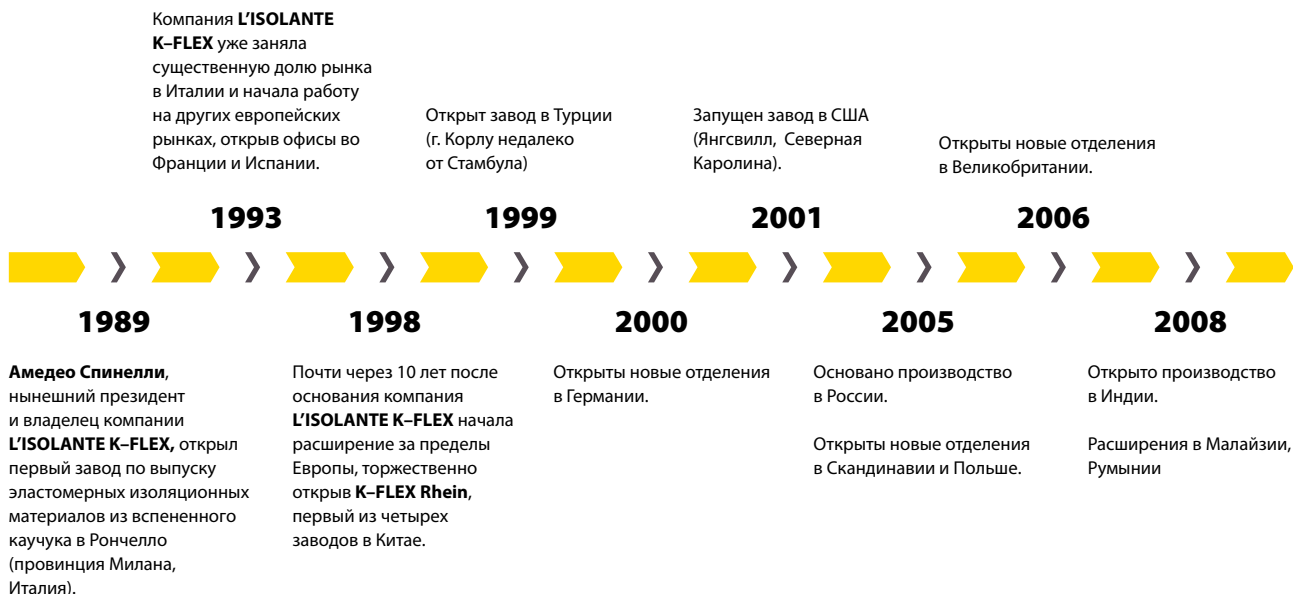 Компания L’ISOLANTE
K–FLEX уже заняла
существенную долю рынка
в Италии и начала работу
на других европейских
рынках, открыв офисы во
Франции и Испании.
Открыт завод в Турции
(г. Корлу недалеко
от Стамбула)
Запущен завод в США
(Янгсвилл, Северная
Каролина).
Открыты новые отделения
в Великобритании.
1993
1999
2001
2006
1989
1998
2000
2005
2008
Амедео Спинелли,
нынешний президент
и владелец компании
L’ISOLANTE K–FLEX, открыл
первый завод по выпуску
эластомерных изоляционных
материалов из вспененного
каучука в Рончелло
(провинция Милана,
Италия).
Почти через 10 лет после
основания компания
L’ISOLANTE K–FLEX начала
расширение за пределы
Европы, торжественно
открыв K–FLEX Rhein,
первый из четырех
заводов в Китае.
Открыты новые отделения
в Германии.
Основано производство
в России.
Открыты новые отделения
в Скандинавии и Польше.
Открыто производство
в Индии.
Расширения в Малайзии,
Румынии